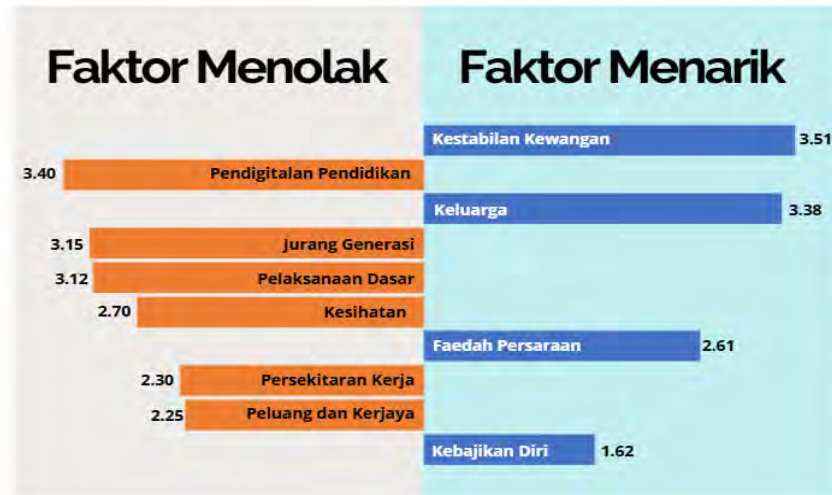 Faktor Menolak
Faktor Menarik
Kestabilan Kewangan 3.51
3.40 Pendigitalan Pendidikan
Keluarga 3.38
3.15 Jurang Generasi
3.12 Pelaksanaan Dasar
2.70 Kesihatan
Faedah Persaraan 2.61
2.30 Persekitaran Kerja
2.25 Peluang dan Kerjaya
Kebajikan Diri 1.62